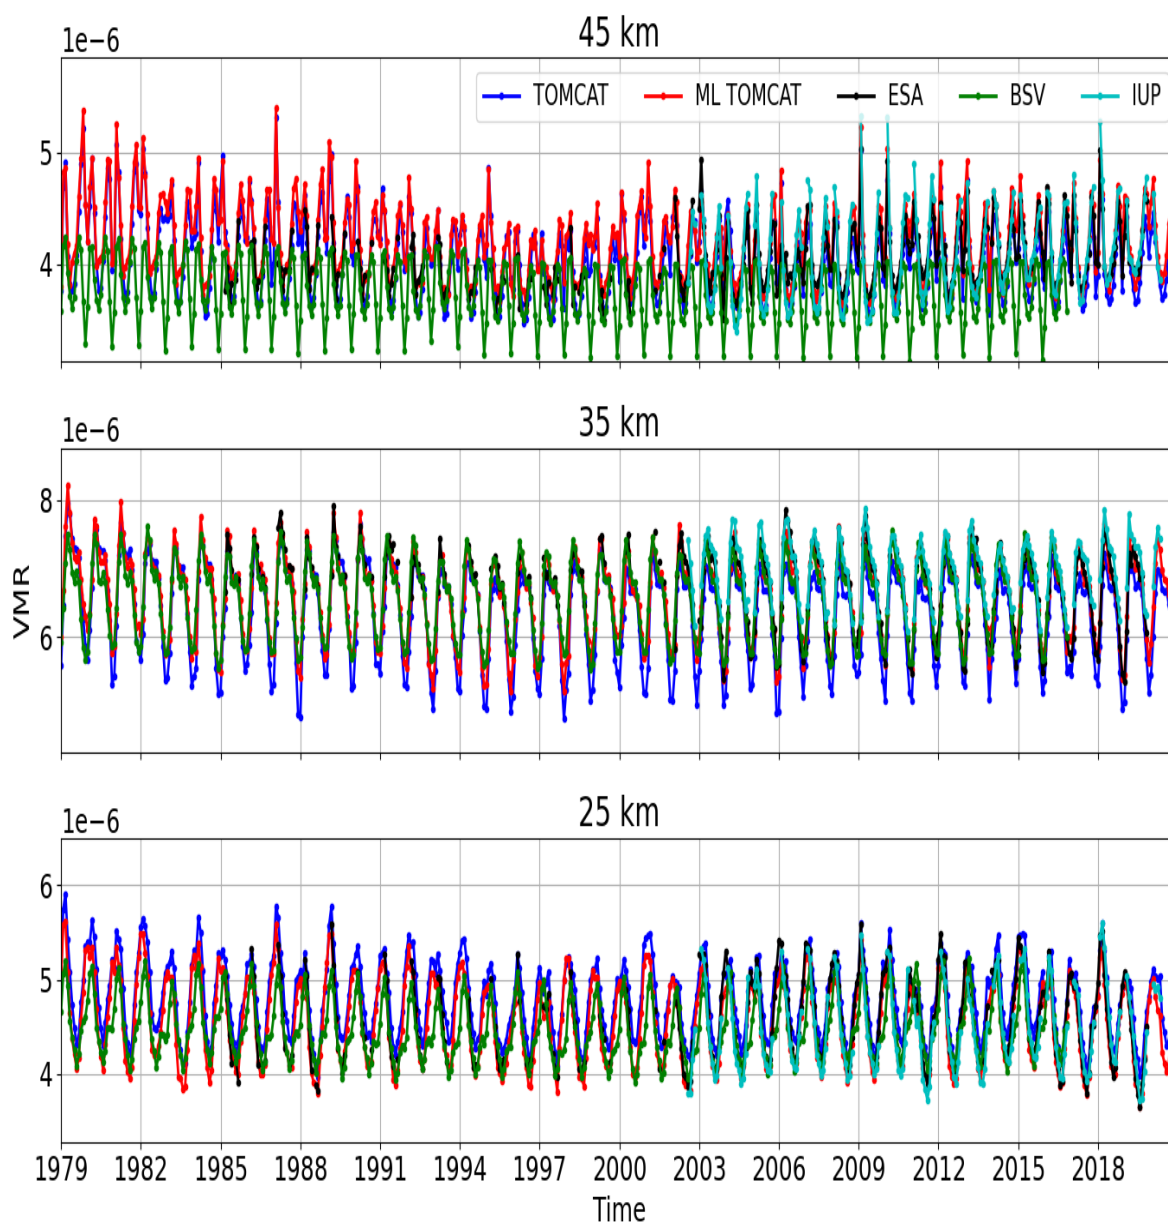 45 km
1e−6
TOMCAT ML TOMCAT ESA BSV IUP
5
4
35 km
1e−6
8
6
VMR
25 km
1e−6
6
5
4
1979 1982 1985 1988 1991 1994 1997 2000 2003 2006 2009 2012 2015 2018
Time